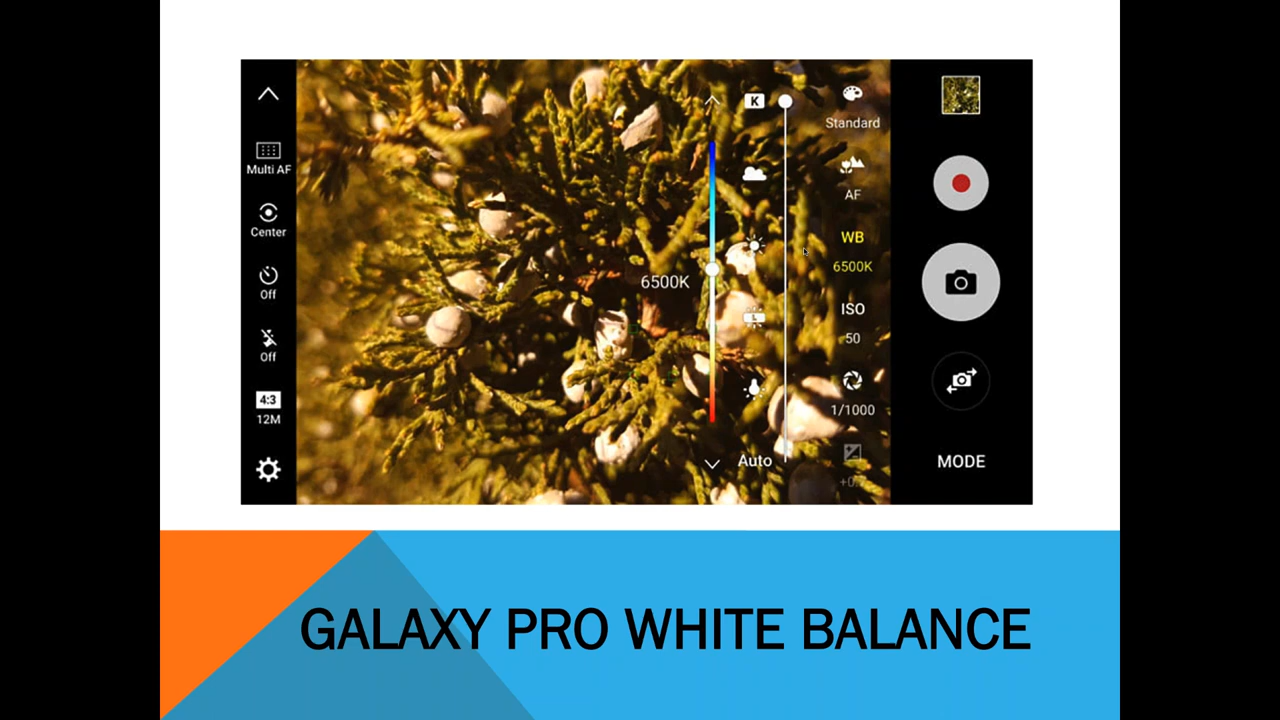 Multi AF
Center
Off
Off
4:3
12M
6500K
K
L
Auto
Standard
AF
WB
6500K
ISO
50
1/1000
MODE
GALAXY PRO WHITE BALANCE